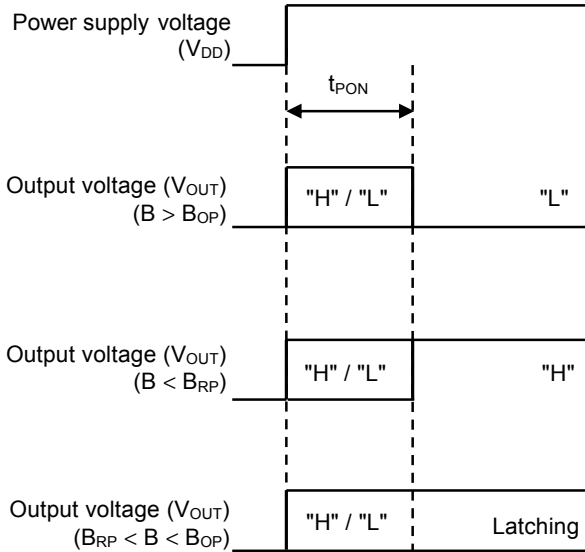 Power supply voltage
(VDD)
tPON
Output voltage (VOUT)
(B > BOP)
"H" / "L"
"L"
Output voltage (VOUT)
(B < BRP)
"H" / "L"
"H"
Output voltage (VOUT)
(BRP < B < BOP)
"H" / "L"
Latching